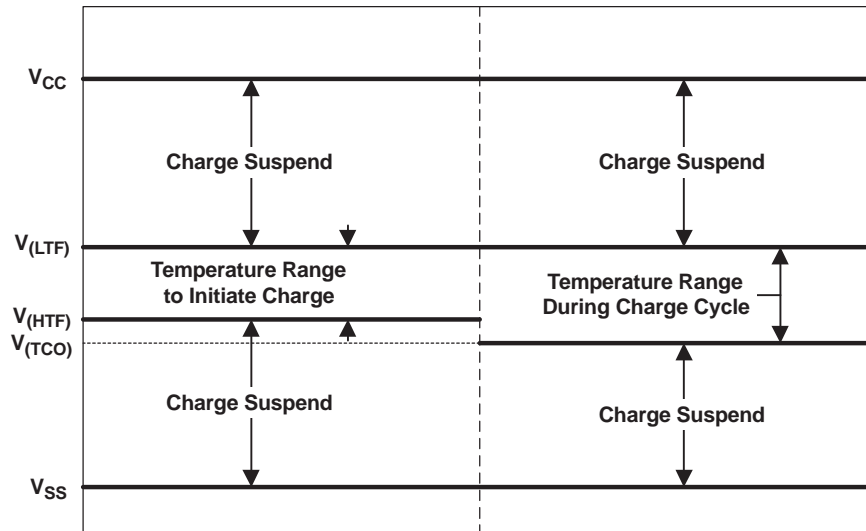 VCC
Charge Suspend
Charge Suspend
V(LTF)
Temperature Range
to Initiate Charge
Temperature Range
During Charge Cycle
V(HTF)
V(TCO)
Charge Suspend
Charge Suspend
VSS